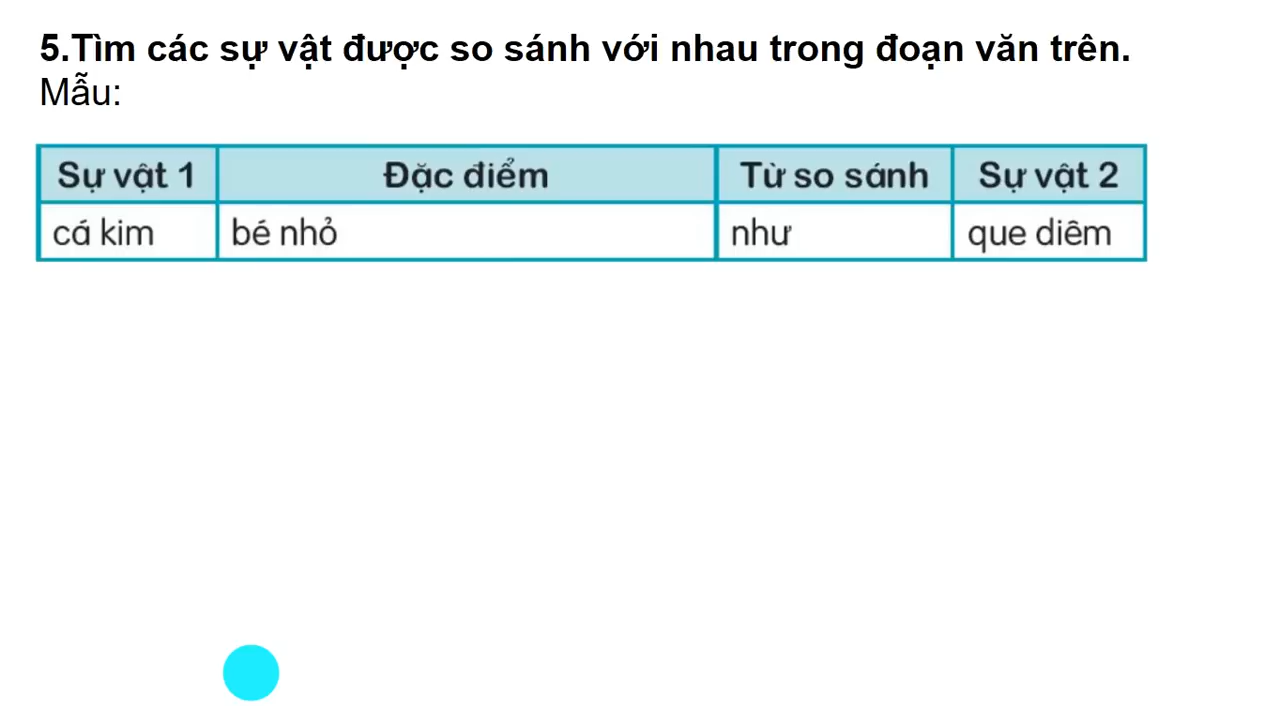 5.Tìm các sự vật được so sánh với nhau trong đoạn văn trên.
Mẫu:
Sự vật 1 Đặc điểm Từ so sánh Sự vật 2
cá kim bé nhỏ như que diêm